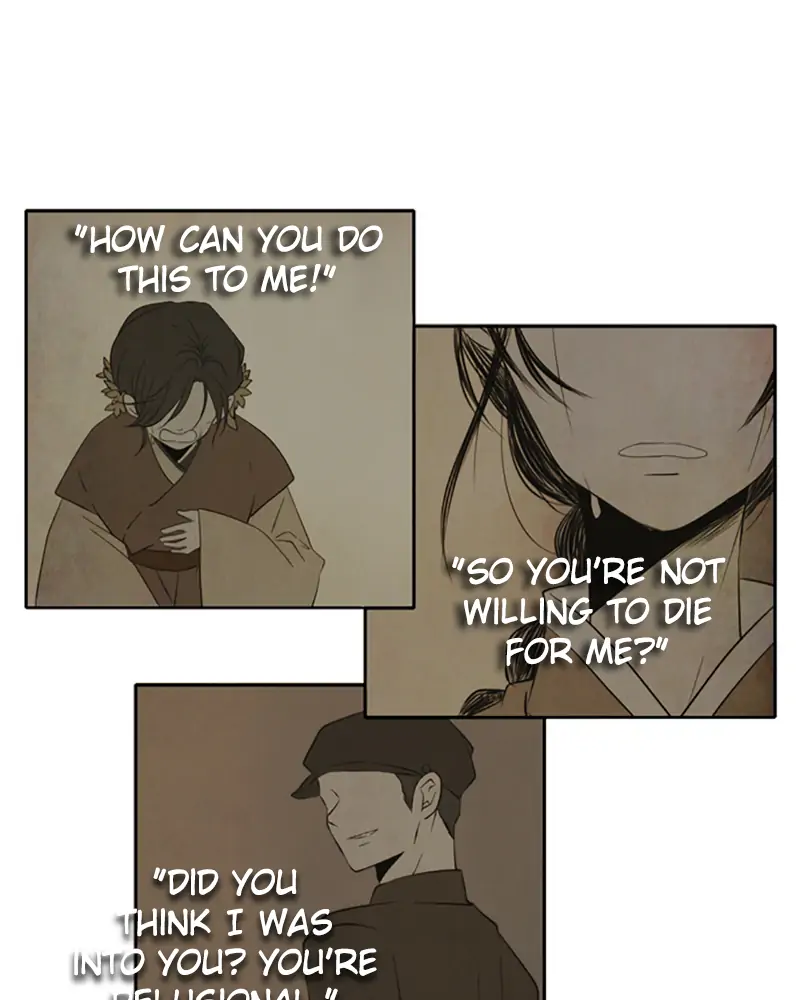 "HOW CAN YOU DO
THIS TO ME!"
"SO YOU'RE NOT
WILLING TO DIE
FOR ME?"
"DID YOU
THINK I WAS
INTO YOU? YOU'RE
DELUSIONAL."